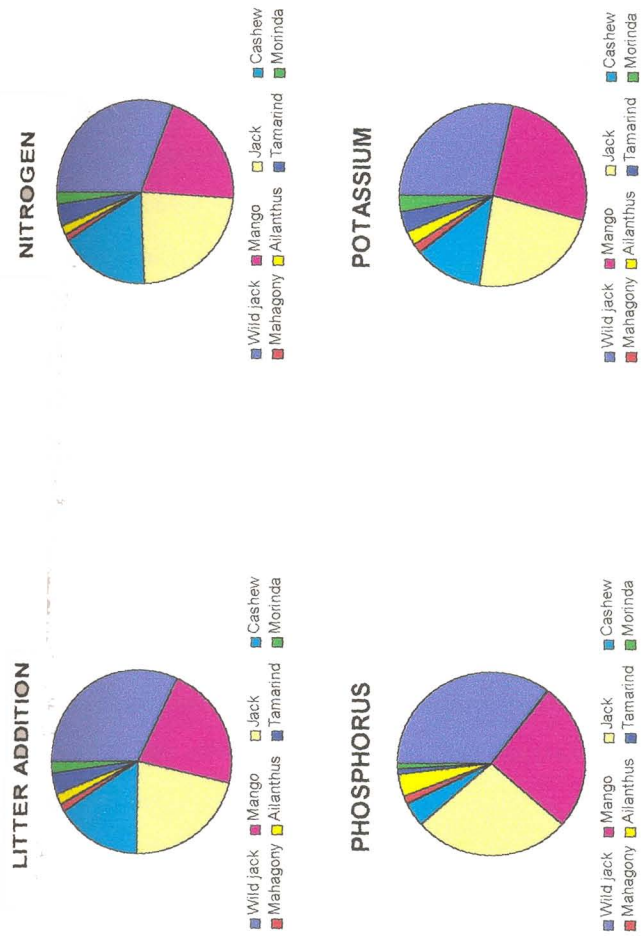 LITTER ADDITION
Wild jack Mango Jack Cashew
Mahagony Ailanthus Tamarind Morinda
NITROGEN
Wild jack Mango Jack Cashew
Mahagony Ailanthus Tamarind Morinda
PHOSPHORUS
Wild jack Mango Jack Cashew
Mahagony Ailanthus Tamarind Morinda
POTASSIUM
Wild jack Mango Jack Cashew
Mahagony Ailanthus Tamarind Morinda